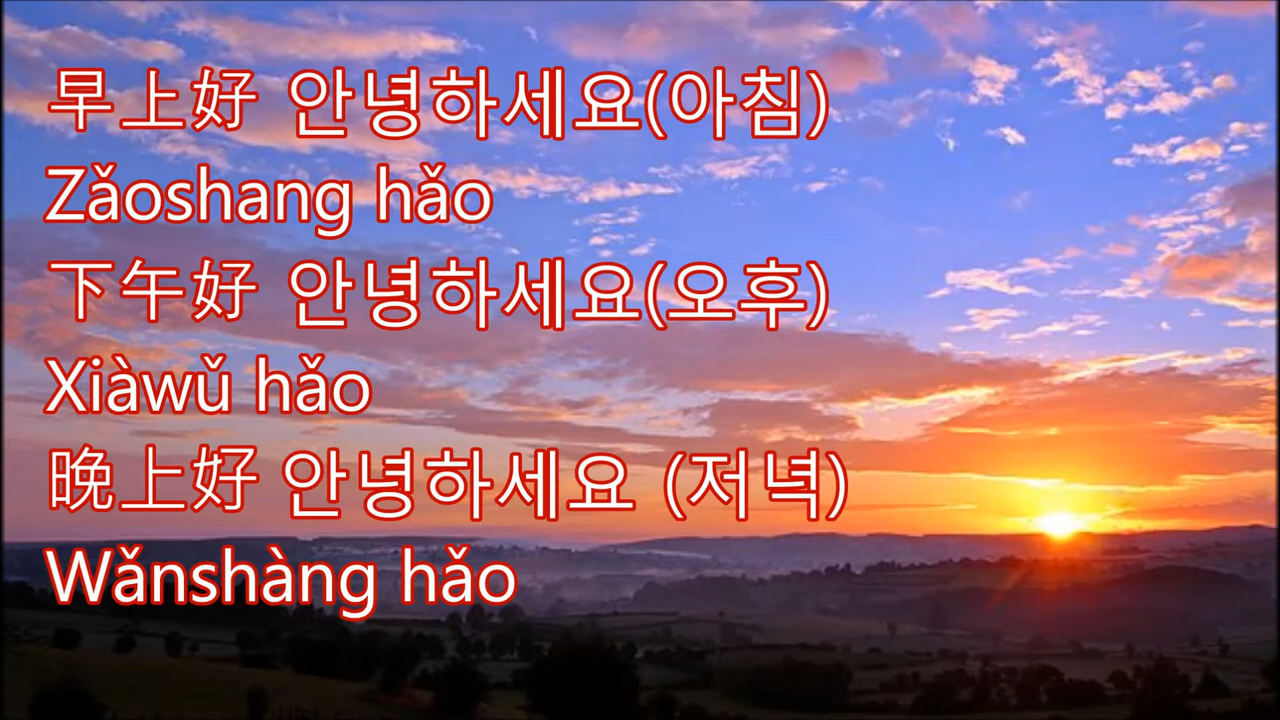 早上好 안녕하세요(아침)
Zǎoshang hǎo
下午好 안녕하세요(오후)
Xiàwǔ hǎo
晚上好 안녕하세요 (저녁)
Wǎnshàng hǎo